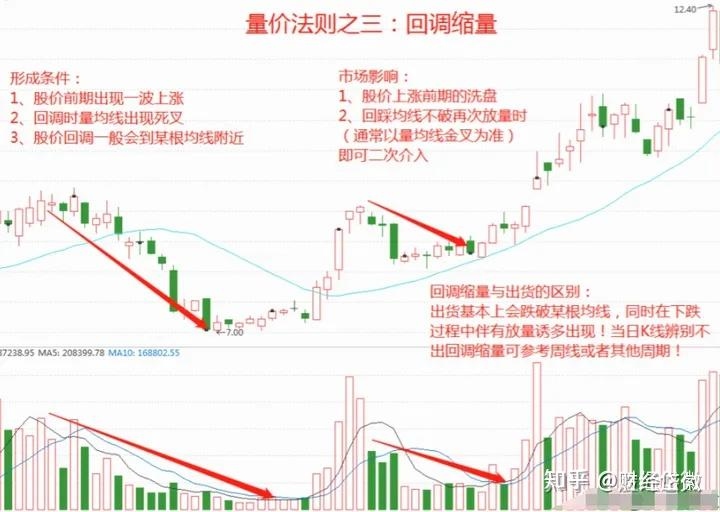 量价法则之三：回调缩量
12.40
形成条件：
1、股价前期出现一波上涨
2、回调时量均线出现死叉
3、股价回调一般会到某根均线附近
市场影响：
1、股价上涨前期的洗盘
2、回踩均线不破再次放量时
（通常以量均线金叉为准）
即可二次介入
回调缩量与出货的区别：
出货基本上会跌破某根均线，同时在下跌
过程中伴有放量诱多出现！当日K线辨别不
出回调缩量可参考周线或者其他周期！
7.00
37238.95 MA5: 208399.78 MA10: 168802.55
知乎 @财经达微